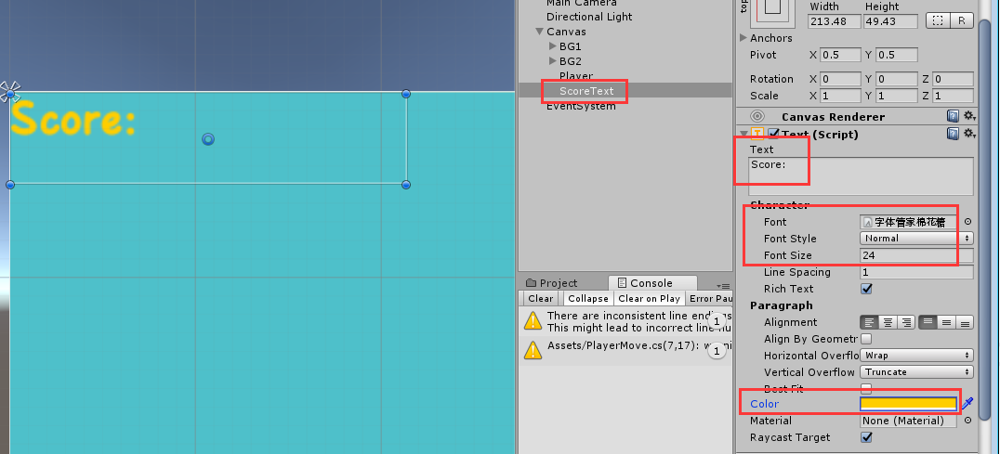 Score:
Main Camera
Directional Light
Canvas
BG1
BG2
Player
ScoreText
EventSystem
Project
Console
Clear
Collapse
Clear on Play
Error Pau
There are inconsistent line endings
This might lead to incorrect line nu
1
Assets/PlayerMove.cs(7,17): w
ni
1
top
Width
Height
213.48
49.43
R
Anchors
Pivot
X 0.5
Y 0.5
Rotation
X 0
Y 0
Z 0
Scale
X 1
Y 1
Z 1
Canvas Renderer
Text (Script)
Text
Score:
Character
Font
字体管家棉花糖
Font Style
Normal
Font Size
24
Line Spacing
1
Rich Text
Paragraph
Alignment
Align By Geometr
Horizontal Overflo
Wrap
Vertical Overflow
Truncate
Best Fit
Color
Material
None (Material)
Raycast Target